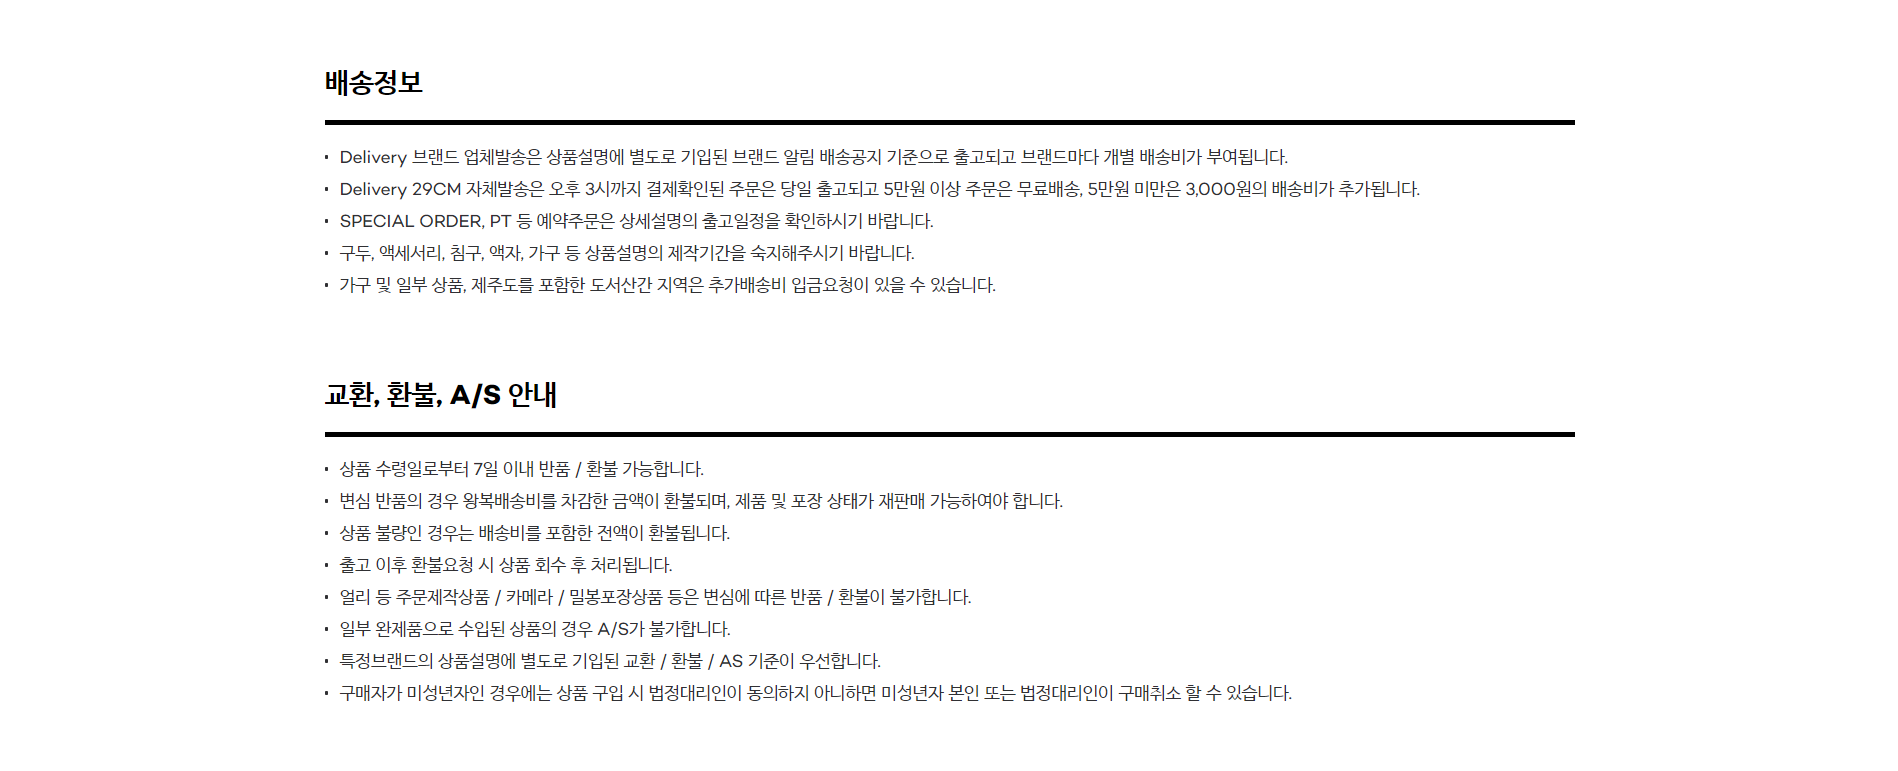 배송정보
· Delivery 브랜드 업체발송은 상품설명에 별도로 기입된 브랜드 알림 배송공지 기준으로 출고되고 브랜드마다 개별 배송비가 부여됩니다.
· Delivery 29CM 자체발송은 오후 3시까지 결제확인된 주문은 당일 출고되고 5만원 이상 주문은 무료배송, 5만원 미만은 3,000원의 배송비가 추가됩니다.
· SPECIAL ORDER, PT 등 예약주문은 상세설명의 출고일정을 확인하시기 바랍니다.
· 구두, 액세서리, 침구, 액자, 가구 등 상품설명의 제작기간을 숙지해주시기 바랍니다.
· 가구 및 일부 상품, 제주도를 포함한 도서산간 지역은 추가배송비 입금요청이 있을 수 있습니다.
교환, 환불, A/S 안내
· 상품 수령일로부터 7일 이내 반품 / 환불 가능합니다.
· 변심 반품의 경우 왕복배송비를 차감한 금액이 환불되며, 제품 및 포장 상태가 재판매 가능하여야 합니다.
· 상품 불량인 경우는 배송비를 포함한 전액이 환불됩니다.
· 출고 이후 환불요청 시 상품 회수 후 처리됩니다.
· 얼리 등 주문제작상품 / 카메라 / 밀봉포장상품 등은 변심에 따른 반품 / 환불이 불가합니다.
· 일부 완제품으로 수입된 상품의 경우 A/S가 불가합니다.
· 특정브랜드의 상품설명에 별도로 기입된 교환 / 환불 / AS 기준이 우선합니다.
· 구매자가 미성년자인 경우에는 상품 구입 시 법정대리인이 동의하지 아니하면 미성년자 본인 또는 법정대리인이 구매취소 할 수 있습니다.